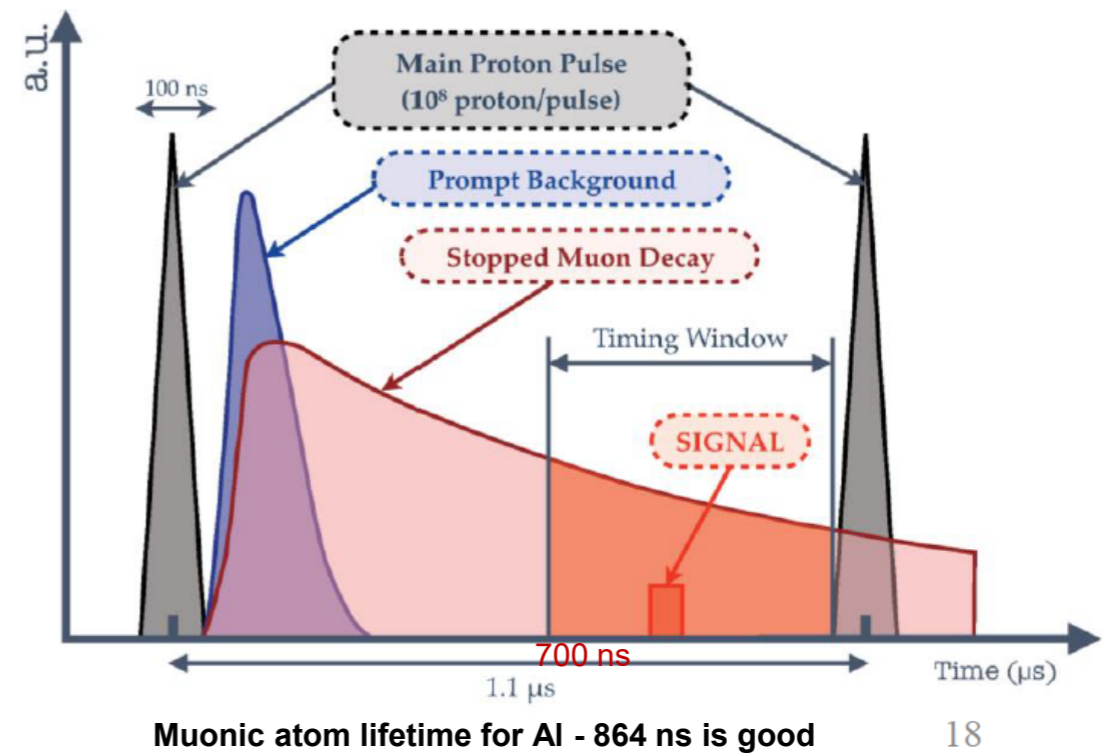 a.u.
Main Proton Pulse
(10⁸ proton/pulse)
100 ns
Prompt Background
Stopped Muon Decay
Timing Window
SIGNAL
700 ns
Time (μs)
1.1 μs
Muonic atom lifetime for Al - 864 ns is good
18